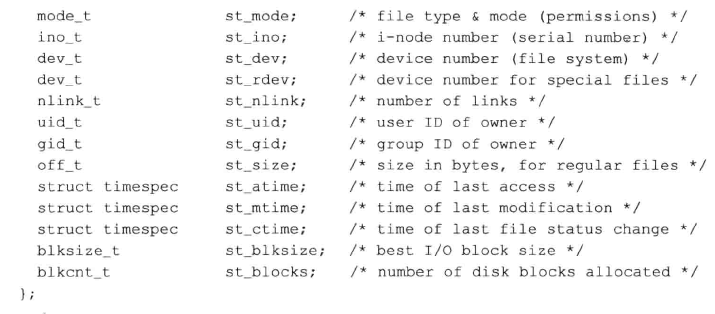 mode_t st_mode; /* file type & mode (permissions) */
ino_t st_ino; /* i-node number (serial number) */
dev_t st_dev; /* device number (file system) */
dev_t st_rdev; /* device number for special files */
nlink_t st_nlink; /* number of links */
uid_t st_uid; /* user ID of owner */
gid_t st_gid; /* group ID of owner */
off_t st_size; /* size in bytes, for regular files */
struct timespec st_atime; /* time of last access */
struct timespec st_mtime; /* time of last modification */
struct timespec st_ctime; /* time of last file status change */
blksize_t st_blksize; /* best I/O block size */
blkcnt_t st_blocks; /* number of disk blocks allocated */
};